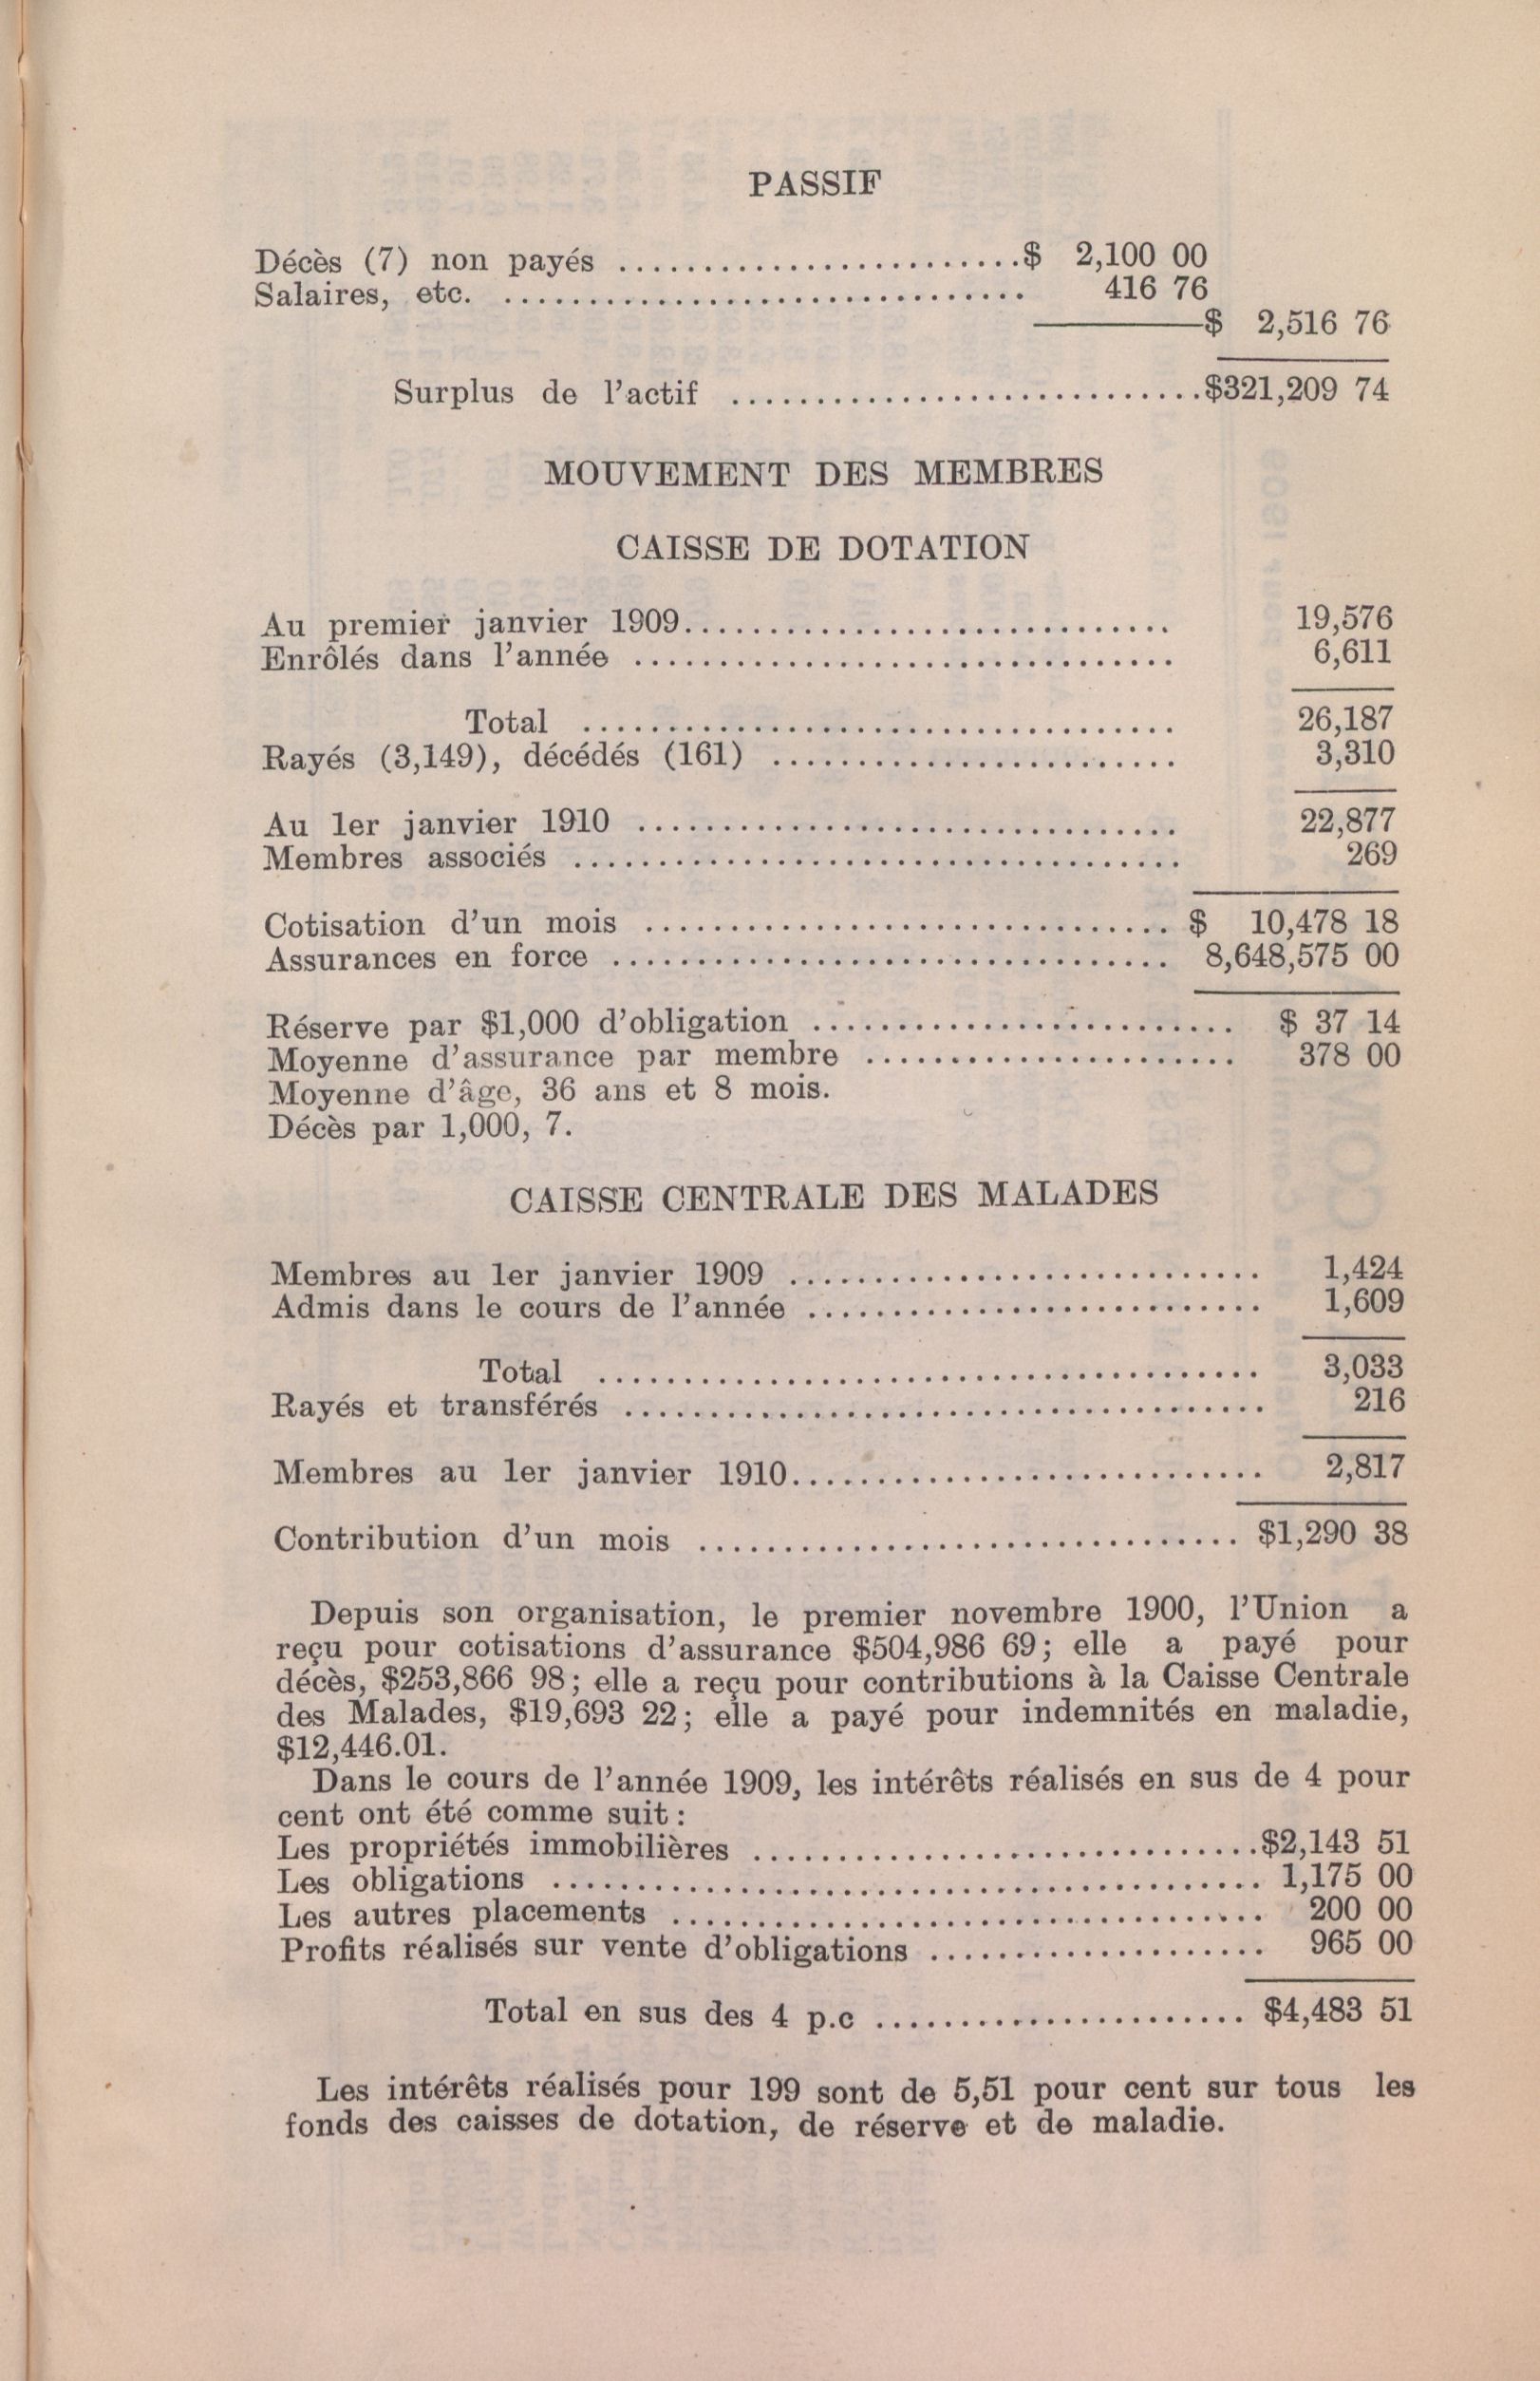 PASSIF
Décès (7) non payés ..........................$ 2,100 00
Salaires, etc. ................................ 416 76
$ 2,516 76
Surplus de l'actif .............................$321,209 74
MOUVEMENT DES MEMBRES
CAISSE DE DOTATION
Au premier janvier 1909.............................. 19,576
Enrôlés dans l'année ................................. 6,611
Total .................................... 26,187
Rayés (3,149), décédés (161) ......................... 3,310
Au 1er janvier 1910 ................................. 22,877
Membres associés ..................................... 269
Cotisation d'un mois ................................ $ 10,478 18
Assurances en force .................................. 8,648,575 00
Réserve par $1,000 d'obligation .......................... $ 37 14
Moyenne d'assurance par membre ....................... 378 00
Moyenne d'âge, 36 ans et 8 mois.
Décès par 1,000, 7.
CAISSE CENTRALE DES MALADES
Membres au 1er janvier 1909 ............................. 1,424
Admis dans le cours de l'année ............................ 1,609
Total ........................................ 3,033
Rayés et transférés ....................................... 216
Membres au 1er janvier 1910............................. 2,817
Contribution d'un mois ................................. $1,290 38
Depuis son organisation, le premier novembre 1900, l'Union a
reçu pour cotisations d'assurance $504,986 69; elle a payé pour
décès, $253,866 98; elle a reçu pour contributions à la Caisse Centrale
des Malades, $19,693 22; elle a payé pour indemnités en maladie,
$12,446.01.
Dans le cours de l'année 1909, les intérêts réalisés en sus de 4 pour
cent ont été comme suit :
Les propriétés immobilières ...............................$2,143 51
Les obligations ........................................... 1,175 00
Les autres placements .................................... 200 00
Profits réalisés sur vente d'obligations .................... 965 00
Total en sus des 4 p.c ....................... $4,483 51
Les intérêts réalisés pour 199 sont de 5,51 pour cent sur tous les
fonds des caisses de dotation, de réserve et de maladie.